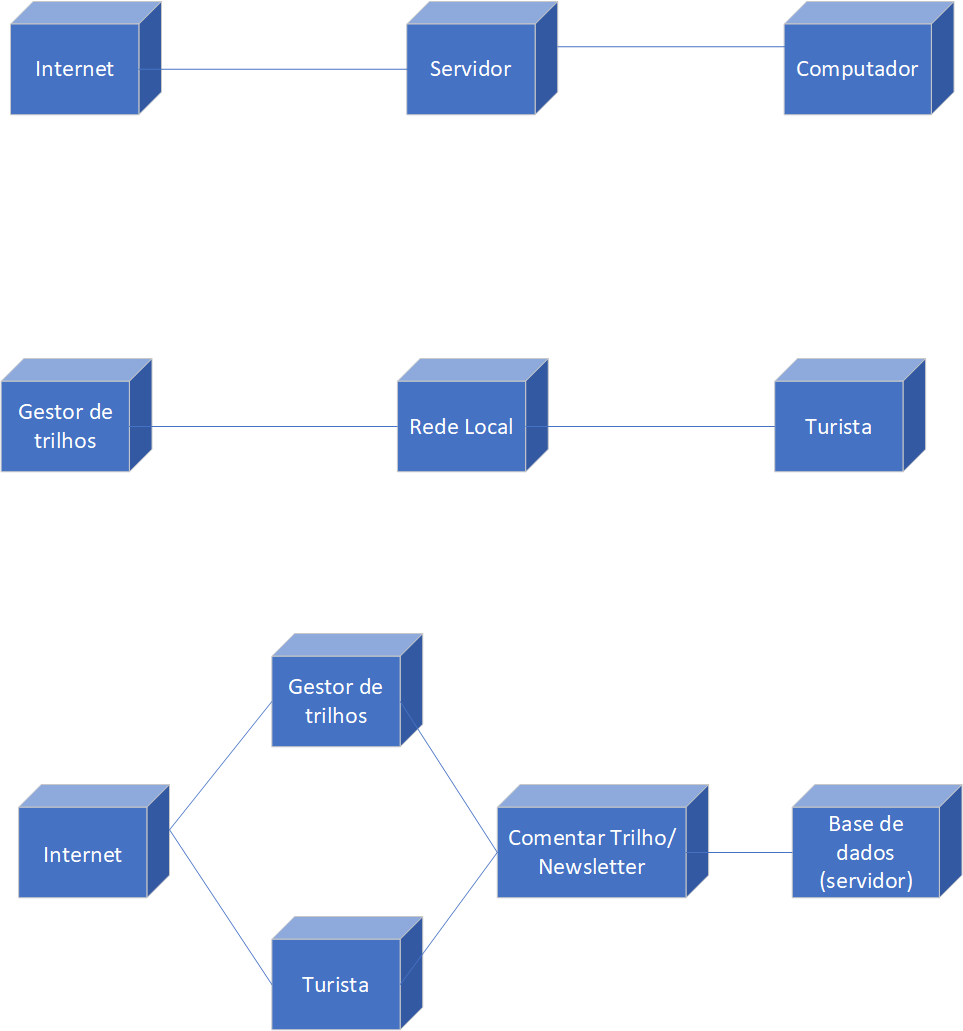 Internet
Servidor
Computador
Gestor de
trilhos
Rede Local
Turista
Gestor de
trilhos
Internet
Comentar Trilho/
Newsletter
Base de
dados
(servidor)
Turista